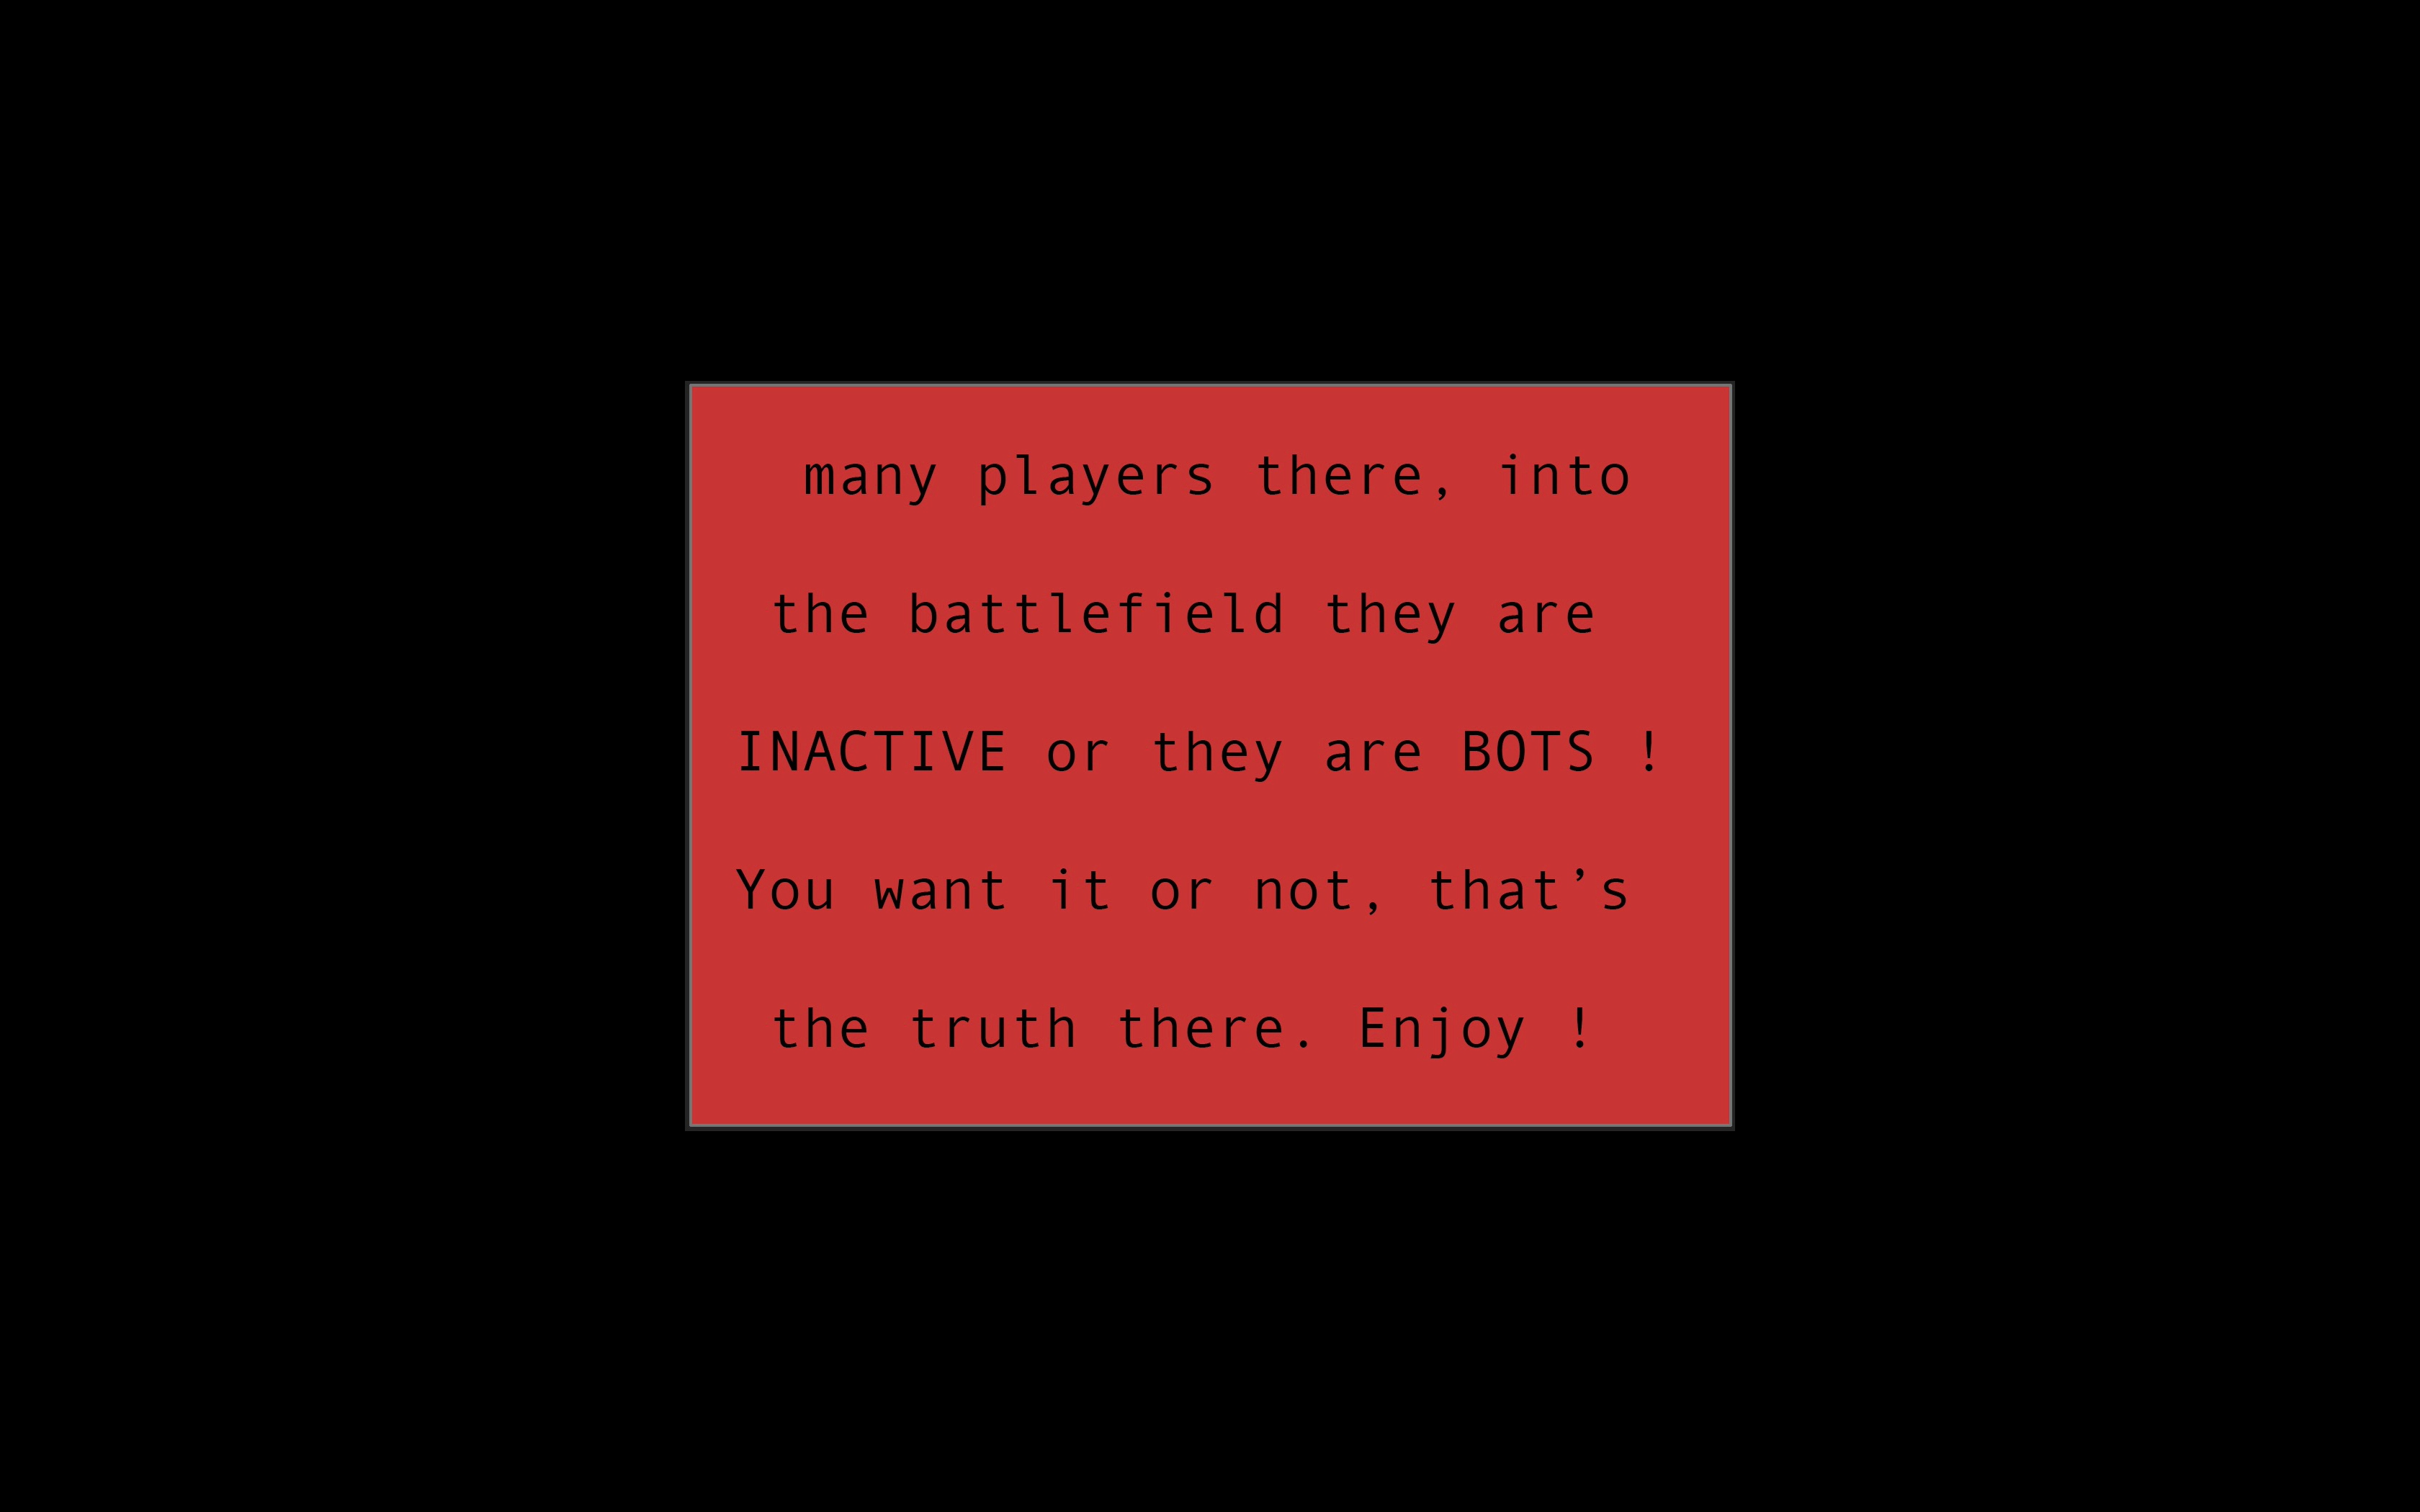 many players there, into
the battlefield they are
INACTIVE or they are BOTS !
You want it or not, that’s
the truth there. Enjoy !